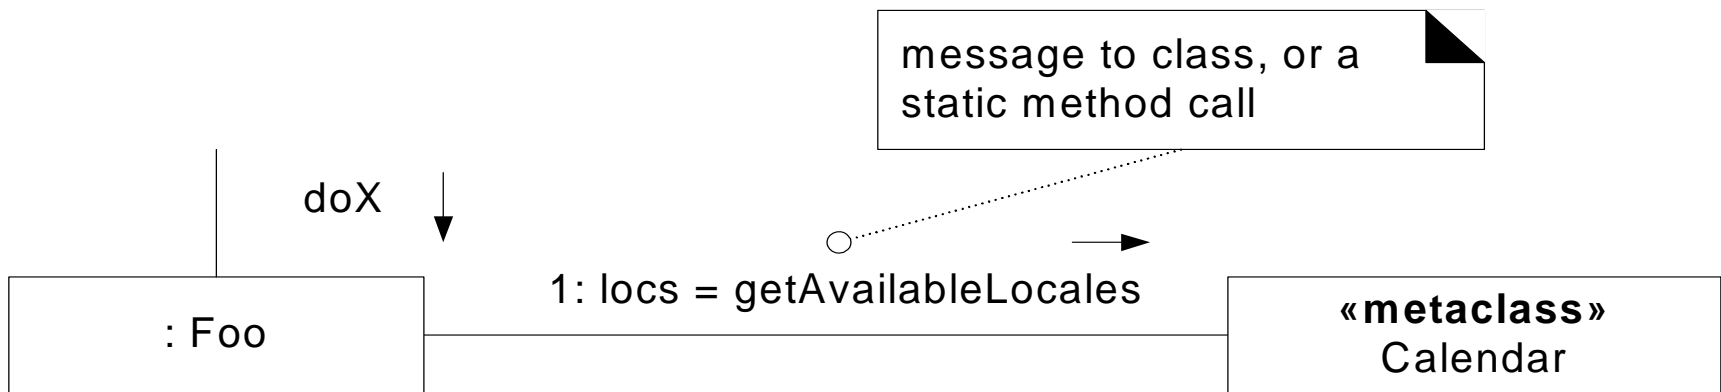 message to class, or a
static method call
doX
1: locs = getAvailableLocales
: Foo
«metaclass»
Calendar